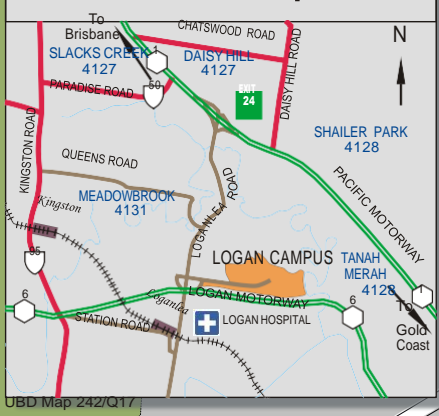 To
Brisbane
CHATSWOOD ROAD
N
SLACKS CREEK
4127
1
DAISY HILL
4127
DAISY HILL ROAD
PARADISE ROAD
50
EXIT
24
SHAILER PARK
4128
KINGSTON ROAD
QUEENS ROAD
PACIFIC MOTORWAY
MEADOWBROOK
4131
Kingston
LOGANLEA ROAD
95
LOGAN CAMPUS
TANAH
MERAH
4128
6
Loganlea
LOGAN MOTORWAY
6
1
To
Gold
Coast
STATION ROAD
LOGAN HOSPITAL
UBD Map 242/Q17